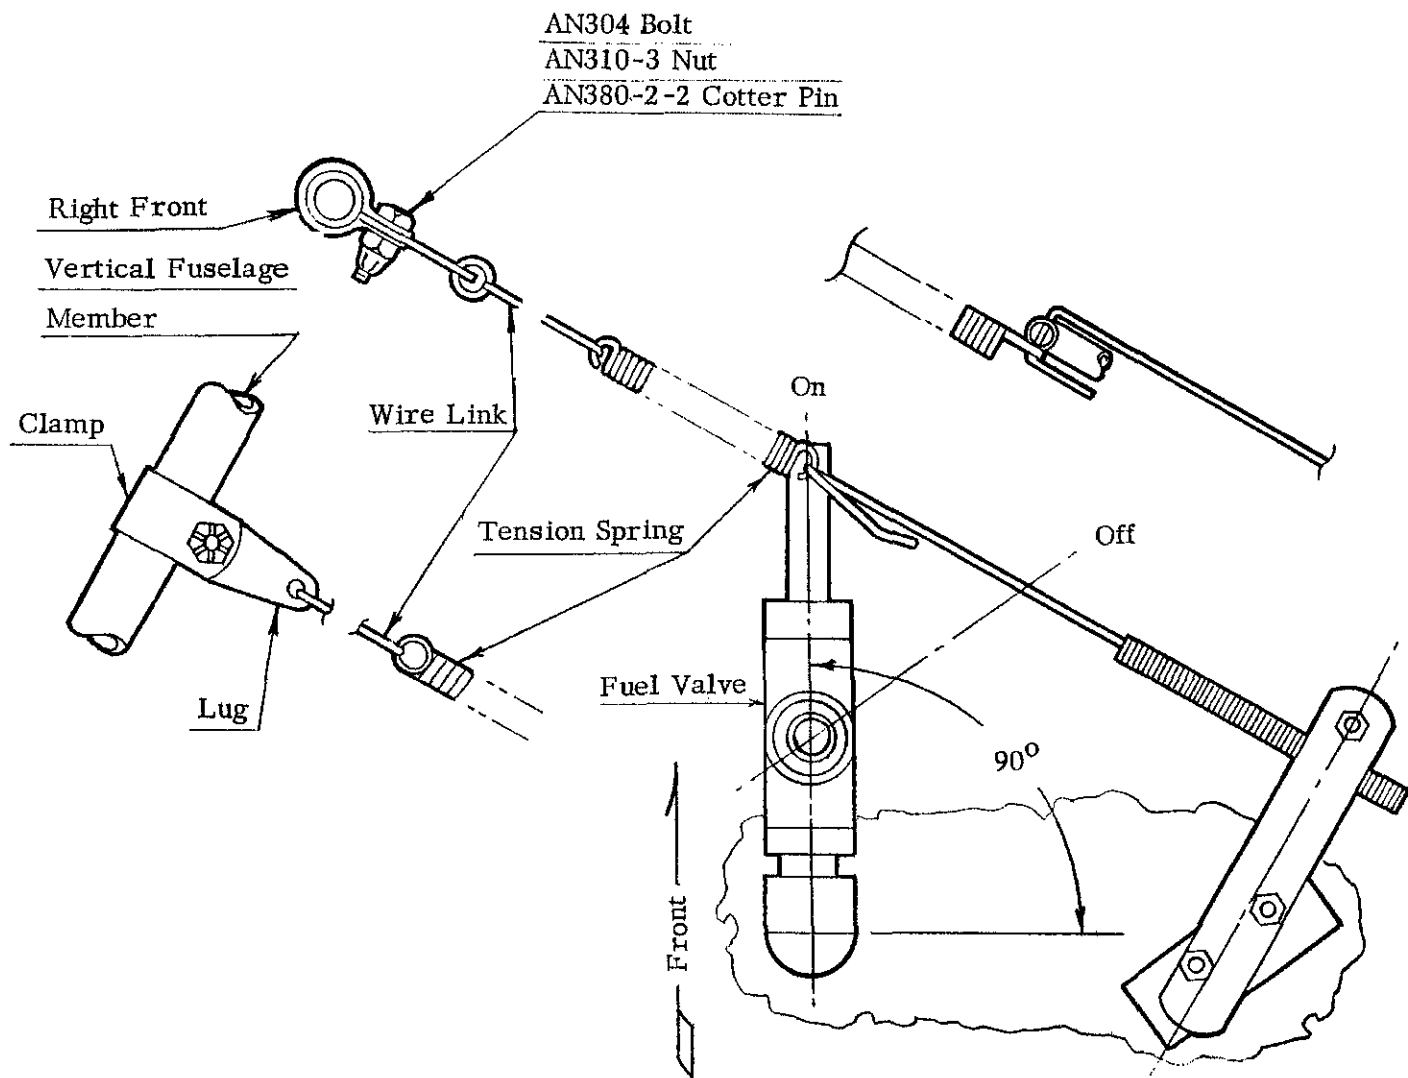 AN304 Bolt
AN310-3 Nut
AN380-2-2 Cotter Pin
Right Front
Vertical Fuselage
Member
Clamp
Wire Link
On
Tension Spring
Off
Fuel Valve
Lug
90°
Front